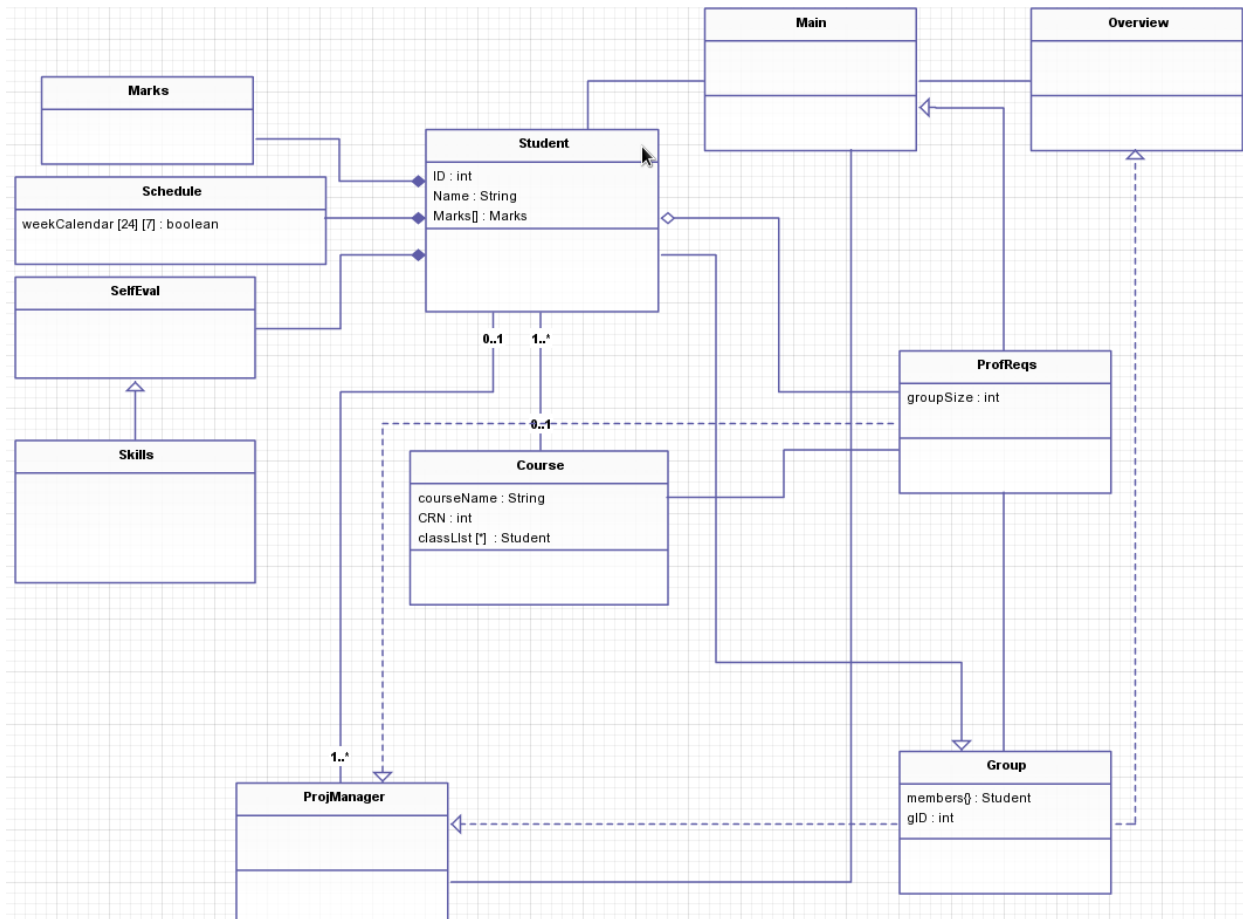 Main
Overview
Marks
Student
ID : int
Name : String
Marks[] : Marks
Schedule
weekCalendar [24] [7] : boolean
SelfEval
0..1
1..*
ProfReqs
groupSize : int
0..1
Skills
Course
courseName : String
CRN : int
classLIst [*] : Student
1..*
Group
members{} : Student
gID : int
ProjManager